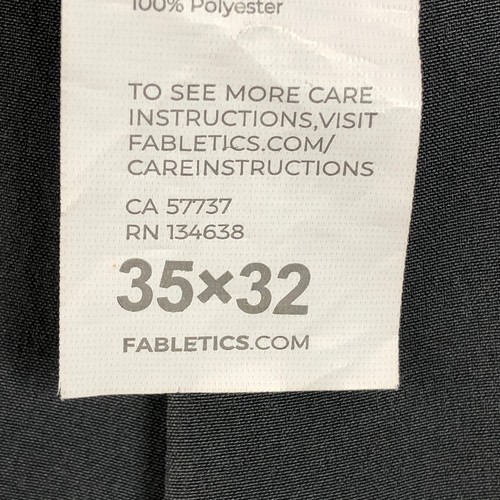 100% Polyester
TO SEE MORE CARE
INSTRUCTIONS,VISIT
FABLETICS.COM/
CAREINSTRUCTIONS
CA 57737
RN 134638
35×32
FABLETICS.COM